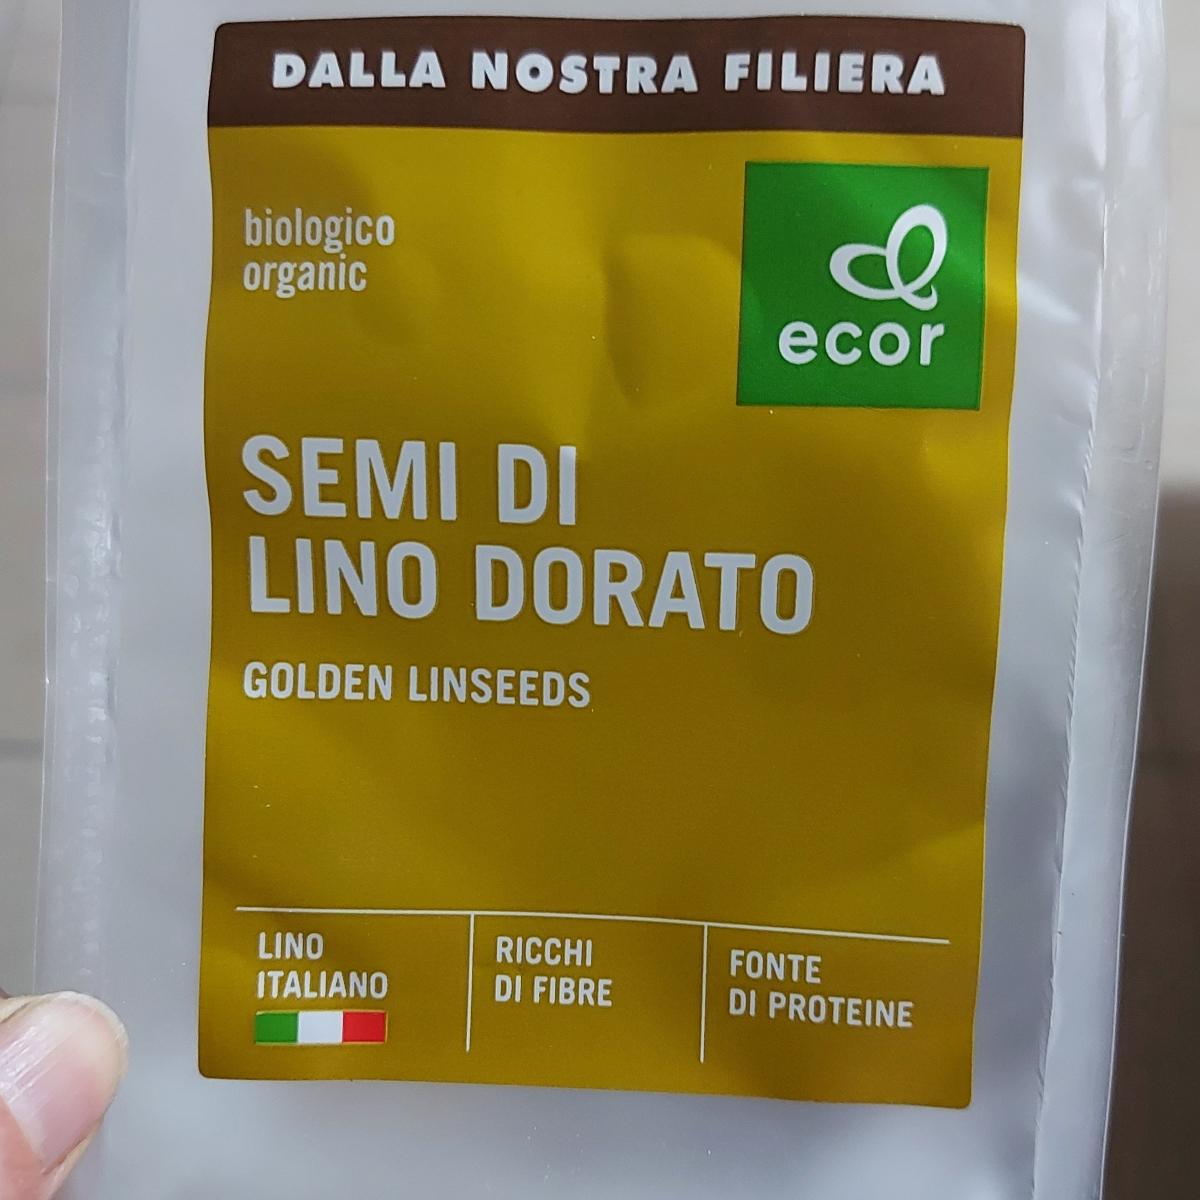 DALLA NOSTRA FILIERA
biologico
organic
ecor
SEMI DI
LINO DORATO
GOLDEN LINSEEDS
LINO
ITALIANO
RICCHI
DI FIBRE
FONTE
DI PROTEINE